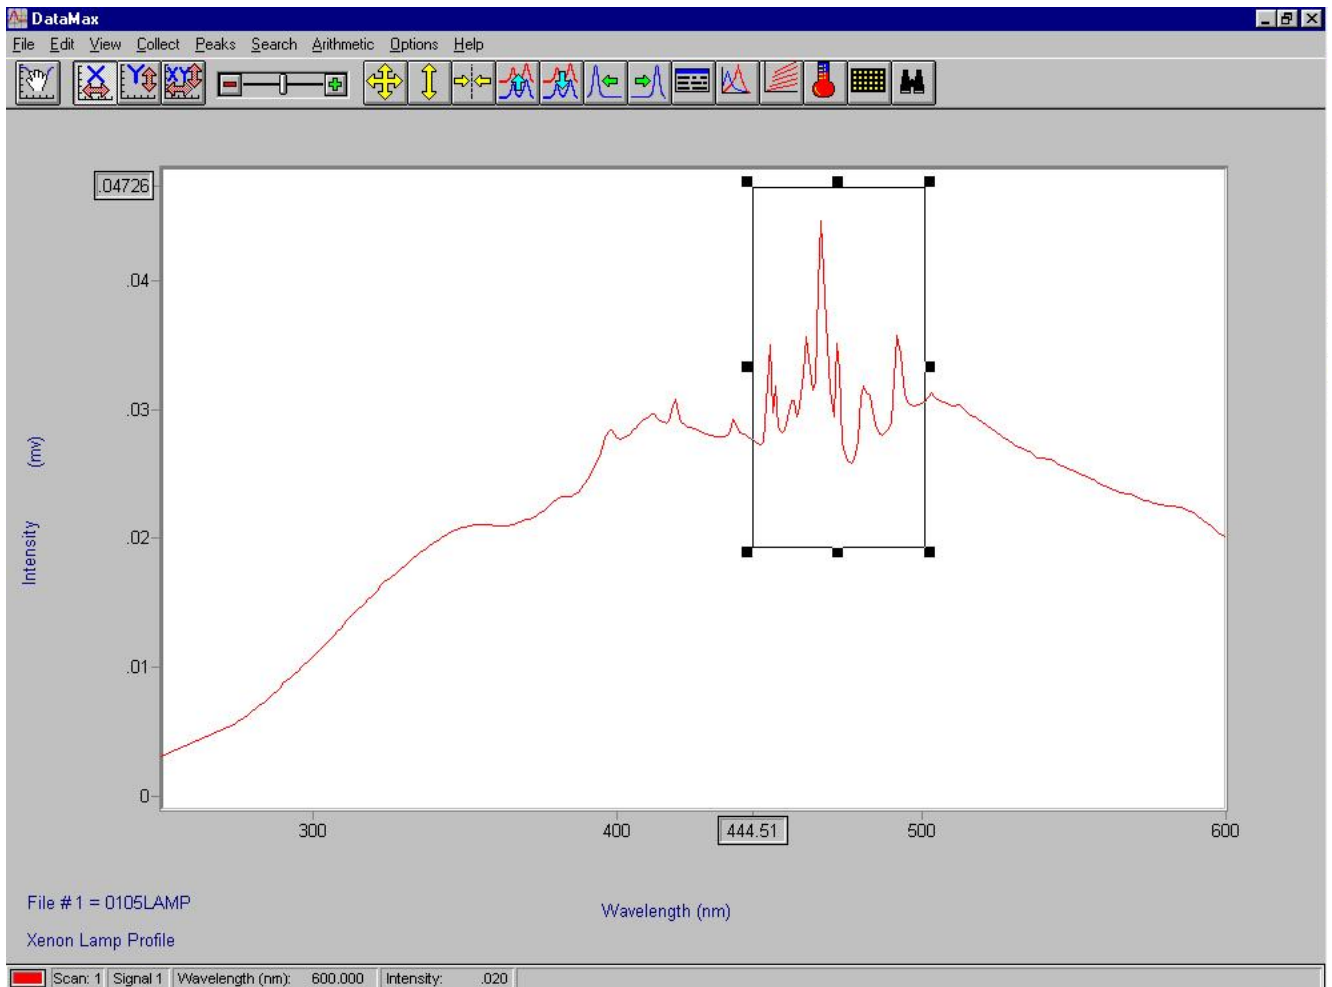 DataMax
File Edit View Collect Peaks Search Arithmetic Options Help
.04726
.04
.03
.02
.01
0
Intensity (mv)
300 400 444.51 500 600
Wavelength (nm)
File # 1 = 0105LAMP
Xenon Lamp Profile
Scan: 1 Signal 1 Wavelength (nm): 600.000 Intensity: .020